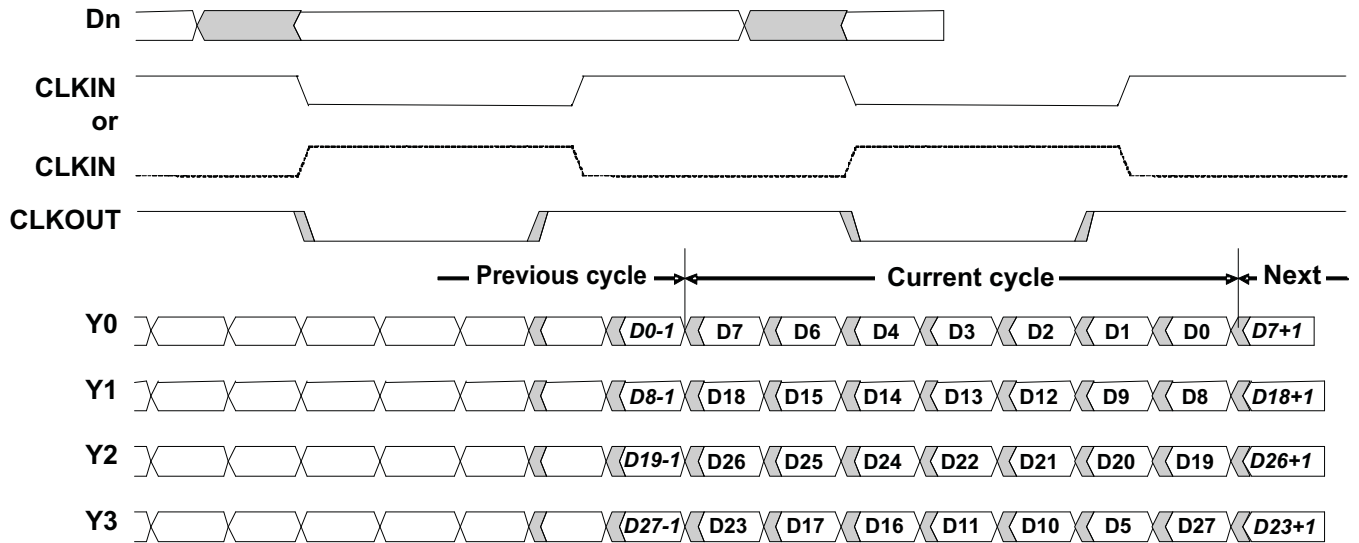 Dn
CLKIN
or
CLKIN
CLKOUT
Previous cycle Current cycle Next
Y0 D0-1 D7 D6 D4 D3 D2 D1 D0 D7+1
Y1 D8-1 D18 D15 D14 D13 D12 D9 D8 D18+1
Y2 D19-1 D26 D25 D24 D22 D21 D20 D19 D26+1
Y3 D27-1 D23 D17 D16 D11 D10 D5 D27 D23+1